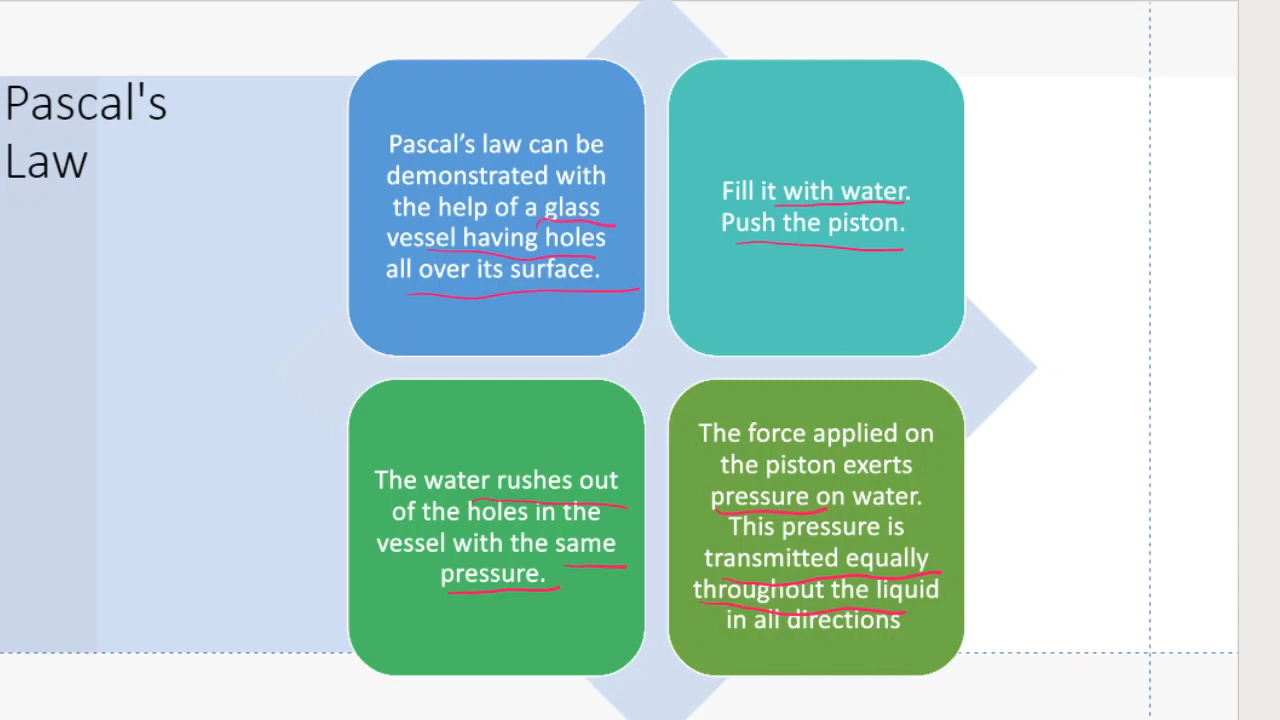 Pascal's
Law
Pascal’s law can be
demonstrated with
the help of a glass
vessel having holes
all over its surface.
Fill it with water.
Push the piston.
The water rushes out
of the holes in the
vessel with the same
pressure.
The force applied on
the piston exerts
pressure on water.
This pressure is
transmitted equally
throughout the liquid
in all directions